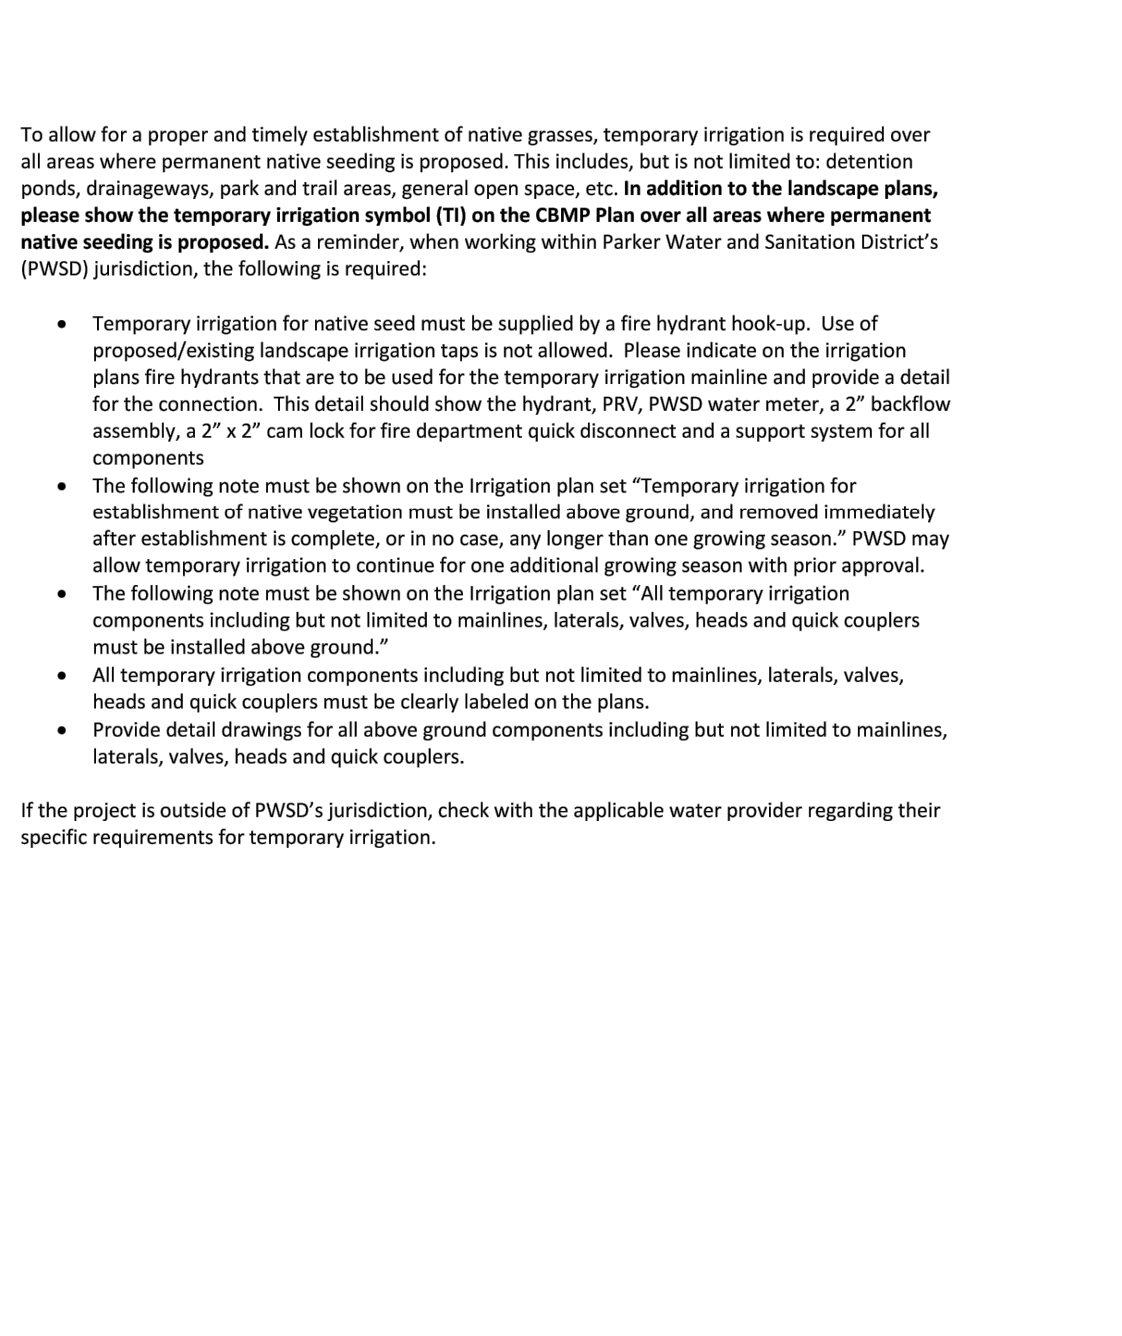 To allow for a proper and timely establishment of native grasses, temporary irrigation is required over
all areas where permanent native seeding is proposed. This includes, but is not limited to: detention
ponds, drainageways, park and trail areas, general open space, etc. In addition to the landscape plans,
please show the temporary irrigation symbol (TI) on the CBMP Plan over all areas where permanent
native seeding is proposed. As a reminder, when working within Parker Water and Sanitation District’s
(PWSD) jurisdiction, the following is required:
• Temporary irrigation for native seed must be supplied by a fire hydrant hook-up.  Use of
proposed/existing landscape irrigation taps is not allowed.  Please indicate on the irrigation
plans fire hydrants that are to be used for the temporary irrigation mainline and provide a detail
for the connection.  This detail should show the hydrant, PRV, PWSD water meter, a 2” backflow
assembly, a 2” x 2” cam lock for fire department quick disconnect and a support system for all
components
• The following note must be shown on the Irrigation plan set “Temporary irrigation for
establishment of native vegetation must be installed above ground, and removed immediately
after establishment is complete, or in no case, any longer than one growing season.” PWSD may
allow temporary irrigation to continue for one additional growing season with prior approval.
• The following note must be shown on the Irrigation plan set “All temporary irrigation
components including but not limited to mainlines, laterals, valves, heads and quick couplers
must be installed above ground.”
• All temporary irrigation components including but not limited to mainlines, laterals, valves,
heads and quick couplers must be clearly labeled on the plans.
• Provide detail drawings for all above ground components including but not limited to mainlines,
laterals, valves, heads and quick couplers.
If the project is outside of PWSD’s jurisdiction, check with the applicable water provider regarding their
specific requirements for temporary irrigation.